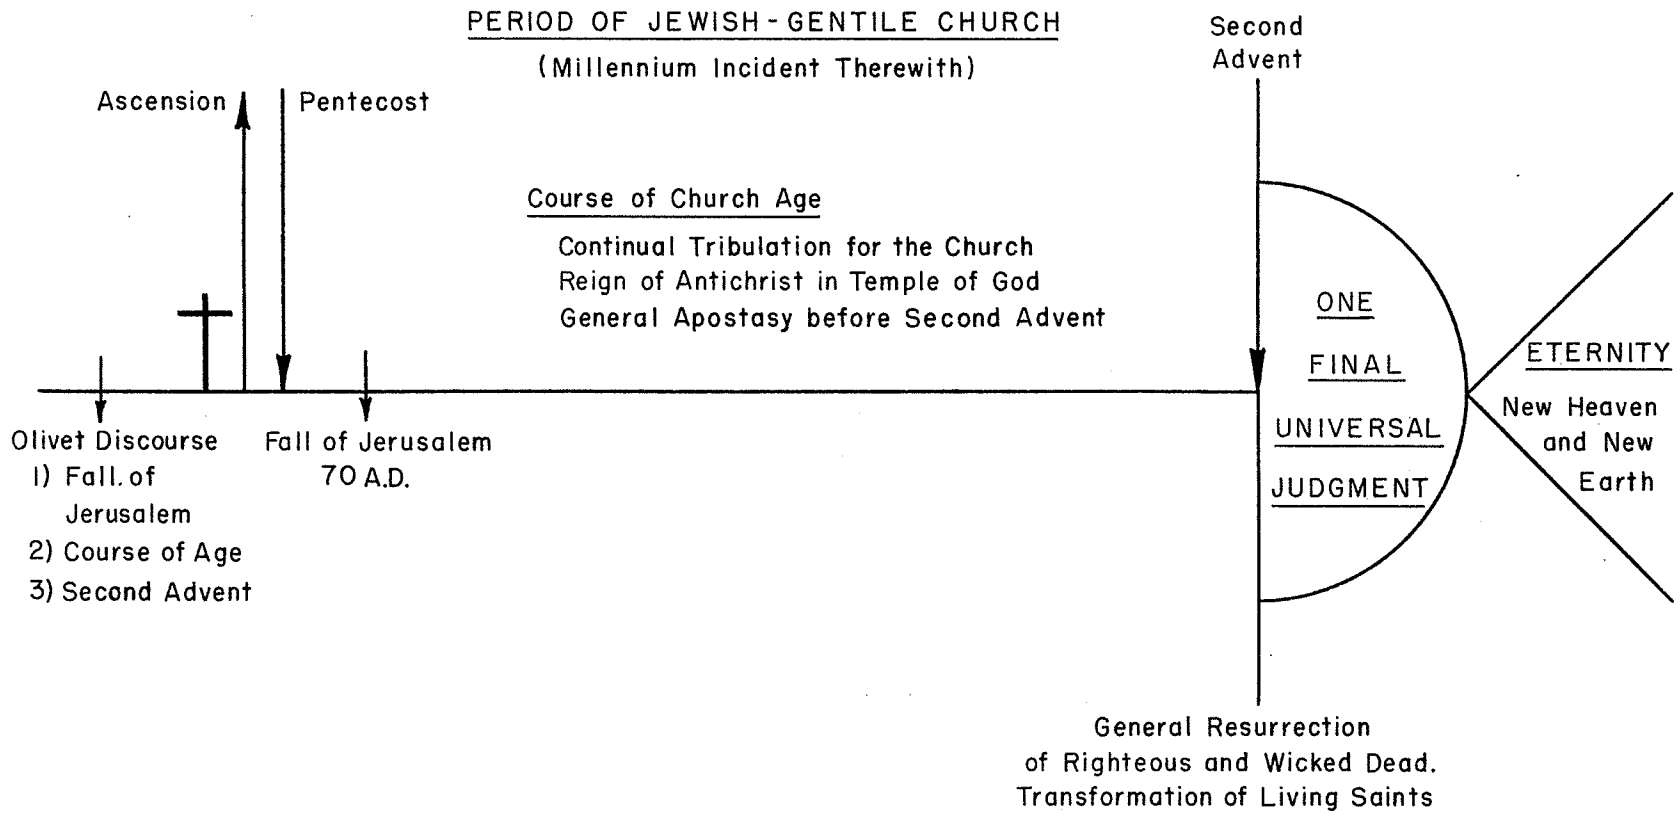 PERIOD OF JEWISH-GENTILE CHURCH
(Millennium Incident Therewith)
Second
Advent
Ascension
Pentecost
Course of Church Age
Continual Tribulation for the Church
Reign of Antichrist in Temple of God
General Apostasy before Second Advent
ONE
FINAL
UNIVERSAL
JUDGMENT
ETERNITY
New Heaven
and New
Earth
Olivet Discourse
1) Fall. of
Jerusalem
2) Course of Age
3) Second Advent
Fall of Jerusalem
70 A.D.
General Resurrection
of Righteous and Wicked Dead.
Transformation of Living Saints